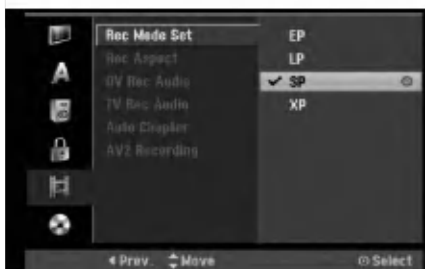 Rec Mode Set
Rec Aspect
DV Rec Audio
TV Rec Audio
Auto Chapter
AV2 Recording
EP
LP
SP
XP
A
Prev. Move Select